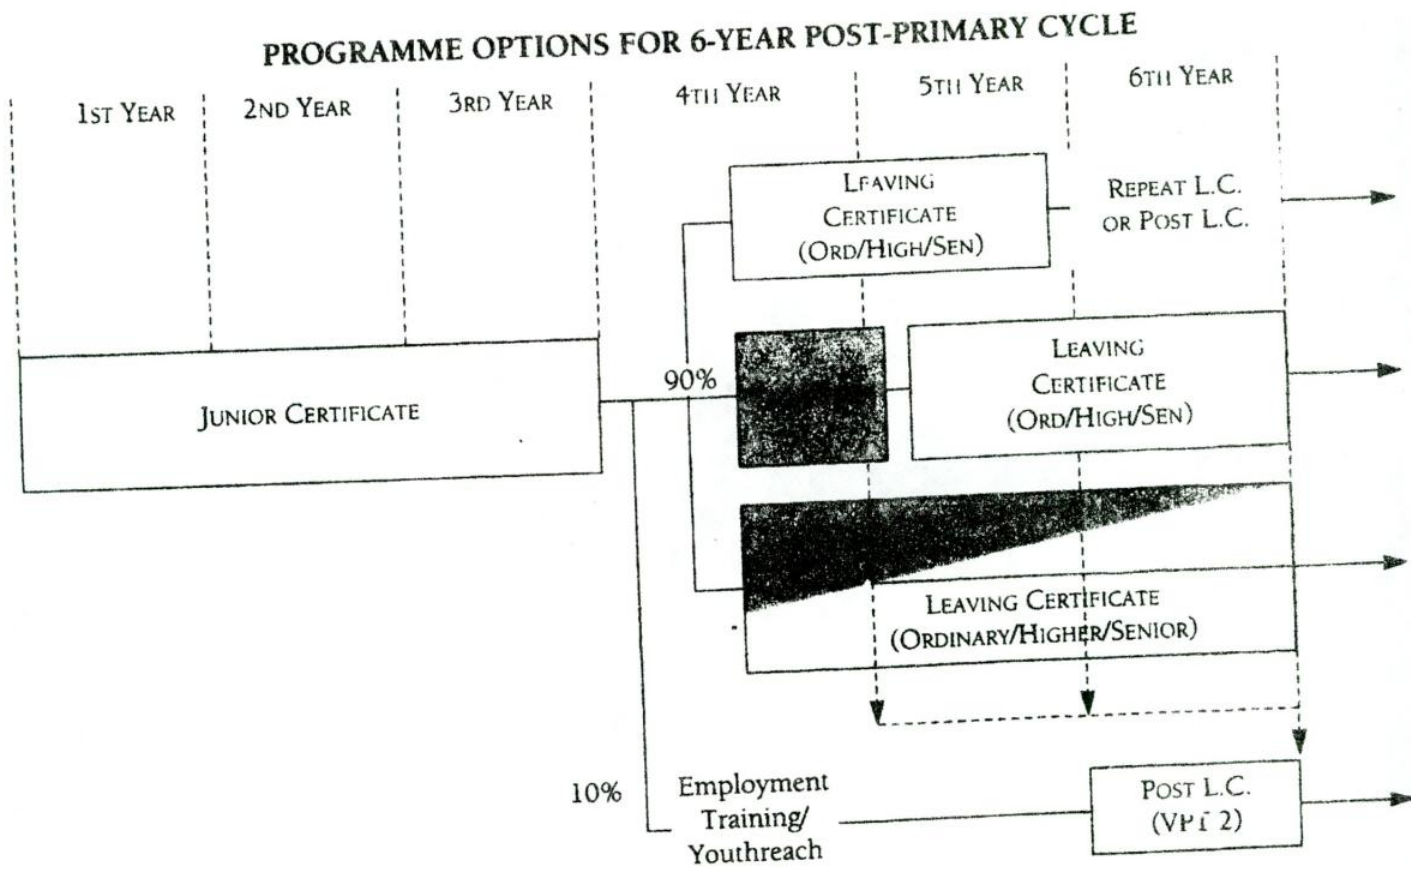 PROGRAMME OPTIONS FOR 6-YEAR POST-PRIMARY CYCLE
1ST YEAR
2ND YEAR
3RD YEAR
4TH YEAR
5TH YEAR
6TH YEAR
LEAVING
CERTIFICATE
(ORD/HIGH/SEN)
REPEAT L.C.
OR POST L.C.
JUNIOR CERTIFICATE
90%
LEAVING
CERTIFICATE
(ORD/HIGH/SEN)
LEAVING CERTIFICATE
(ORDINARY/HIGHER/SENIOR)
10%
Employment
Training/
Youthreach
POST L.C.
(VPT 2)